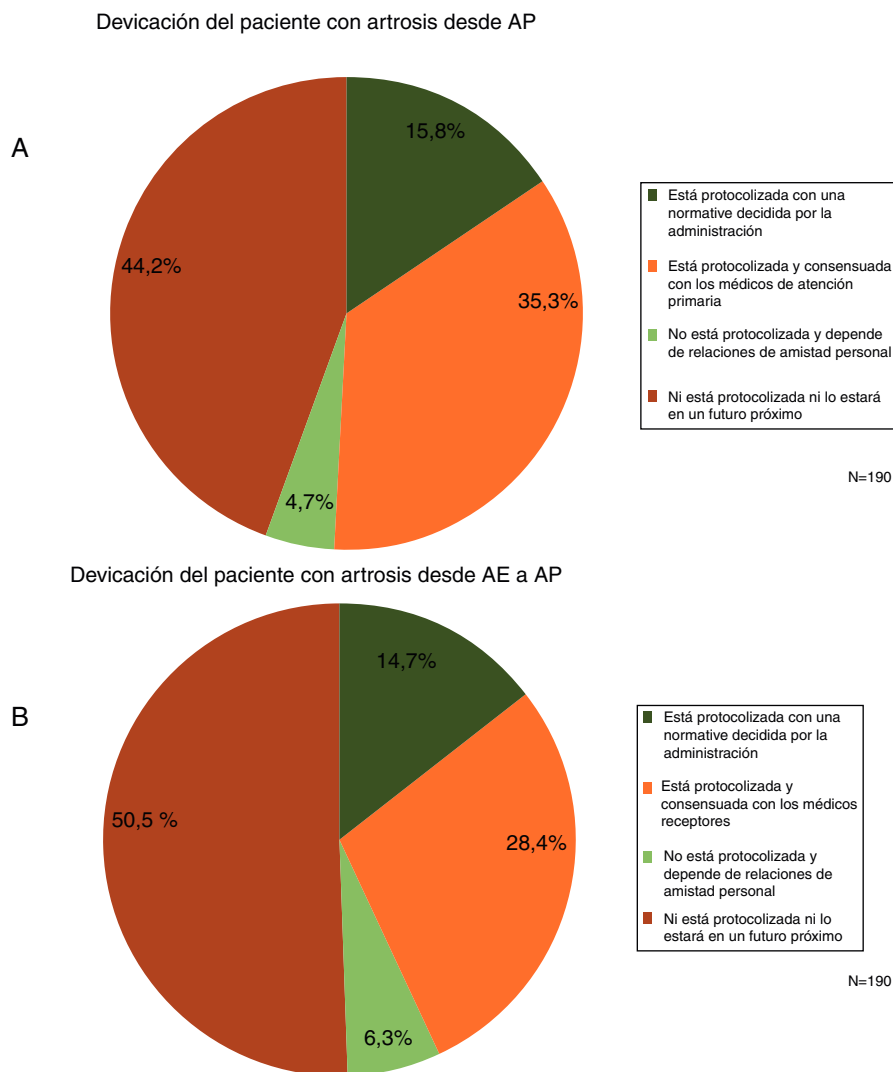 Devicación del paciente con artrosis desde AP
A
15,8%
44,2%
35,3%
4,7%
Está protocolizada con una
normative decidida por la
administración
Está protocolizada y consensuada
con los médicos de atención
primaria
No está protocolizada y depende
de relaciones de amistad personal
Ni está protocolizada ni lo estará
en un futuro próximo
N=190
Devicación del paciente con artrosis desde AE a AP
B
14,7%
50,5 %
28,4%
6,3%
Está protocolizada con una
normative decidida por la
administración
Está protocolizada y
consensuada con los médicos
receptores
No está protocolizada y
depende de relaciones de
amistad personal
Ni está protocolizada ni lo
estará en un futuro próximo
N=190